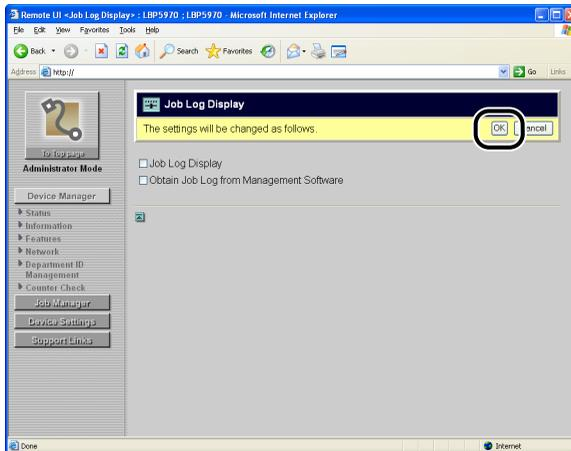 Remote UI <Job Log Display> : LBP5970 ; LBP5970 - Microsoft Internet Explorer
File Edit View Favorites Tools Help
Back Search Favorites
Address http:// Go Links
Job Log Display
The settings will be changed as follows. OK Cancel
To Top page
Administrator Mode
Job Log Display
Obtain Job Log from Management Software
Device Manager
Status
Information
Features
Network
Department ID
Management
Counter Check
Job Manager
Device Settings
Support Links
Done Internet